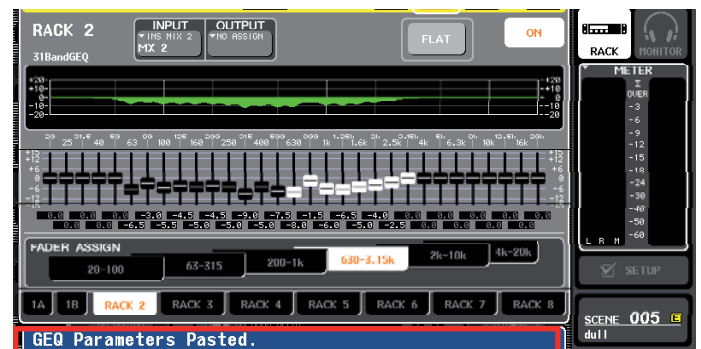 RACK 2
31BandGEQ
INPUT
INS MIX 2
MX 2
OUTPUT
NO ASSIGN
FLAT
ON
RACK
MONITOR
+20
+10
0
-10
-20
+20
+10
0
-10
-20
20 31.5 50 80 125 200 315 500 800 1.25k 2k 3.15k 5k 8k 12.5k 20k
25 40 63 100 160 250 400 630 1k 1.6k 2.5k 4k 6.3k 10k 16k
+15
+12
+6
0
-6
-12
-15
+15
+12
+6
0
-6
-12
-15
0.0 0.0 0.0 -3.0 -4.5 -4.5 -9.0 -7.5 -1.5 -6.5 -4.0 0.0 0.0 0.0 0.0 0.0
0.0 0.0 -6.5 -5.5 -5.0 -5.0 -8.0 -8.0 -6.0 -5.0 -2.5 0.0 0.0 0.0 0.0
FADER ASSIGN
20-100
63-315
200-1k
630-3.15k
2k-10k
4k-20k
1A
1B
RACK 2
RACK 3
RACK 4
RACK 5
RACK 6
RACK 7
RACK 8
GEQ Parameters Pasted.
METER
Σ
OVER
-3
-6
-9
-12
-15
-18
-24
-30
-40
-50
-60
L R M
SETUP
SCENE 005 E
dull